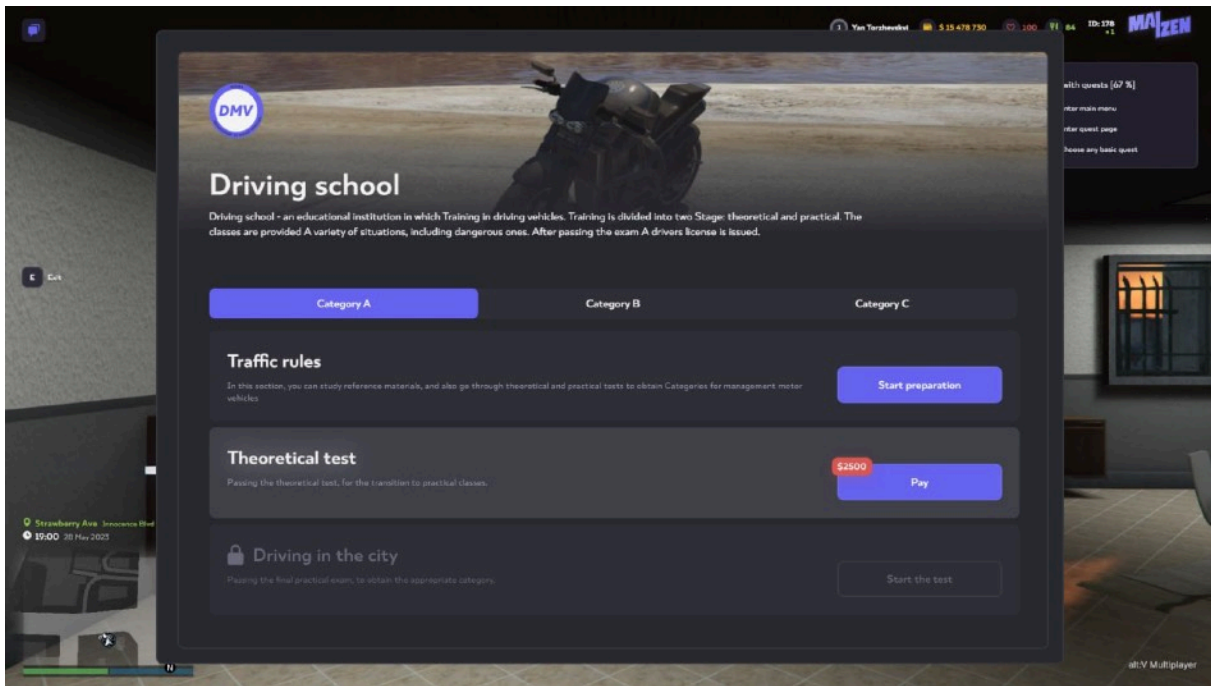 1 Yan Torzhevskoi $ 15 478 750 100 84 ID: 178
x1
MAIZEN
with quests [67 %]
nter main menu
nter quest page
hoose any basic quest
DMV
Driving school
Driving school - an educational institution in which Training in driving vehicles. Training is divided into two Stage: theoretical and practical. The
classes are provided A variety of situations, including dangerous ones. After passing the exam A drivers license is issued.
E Exit
Category A Category B Category C
Traffic rules
In this section, you can study reference materials, and also go through theoretical and practical tests to obtain Categories for management motor
vehicles
Start preparation
Theoretical test
Passing the theoretical test, for the transition to practical classes.
$2500
Pay
Driving in the city
Passing the final practical exam, to obtain the appropriate category.
Start the test
Strawberry Ave Innocence Blvd
19:00 28 May 2023
N
alt:V Multiplayer